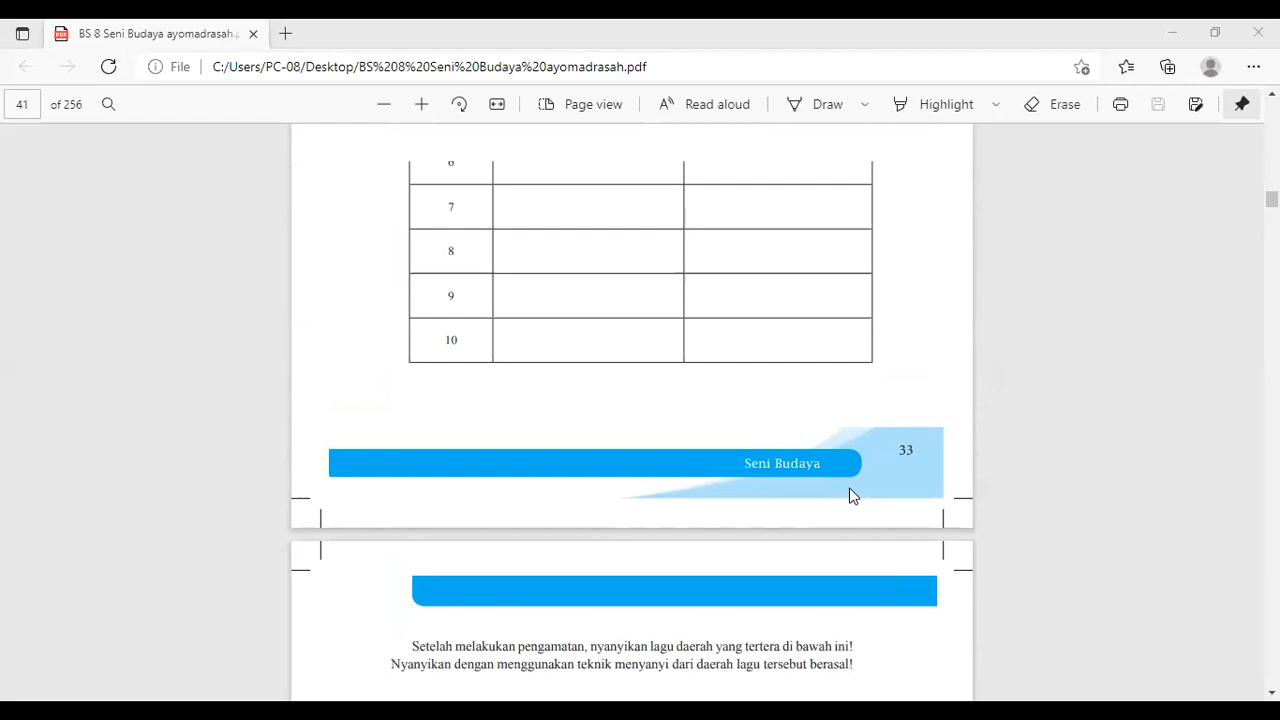 BS 8 Seni Budaya ayomadrasah.
File
C:/Users/PC-08/Desktop/BS%208%20Seni%20Budaya%20ayomadrasah.pdf
41 of 256
Page view
Read aloud
Draw
Highlight
Erase
6
7
8
9
10
Seni Budaya
33
Setelah melakukan pengamatan, nyanyikan lagu daerah yang tertera di bawah ini!
Nyanyikan dengan menggunakan teknik menyanyi dari daerah lagu tersebut berasal!